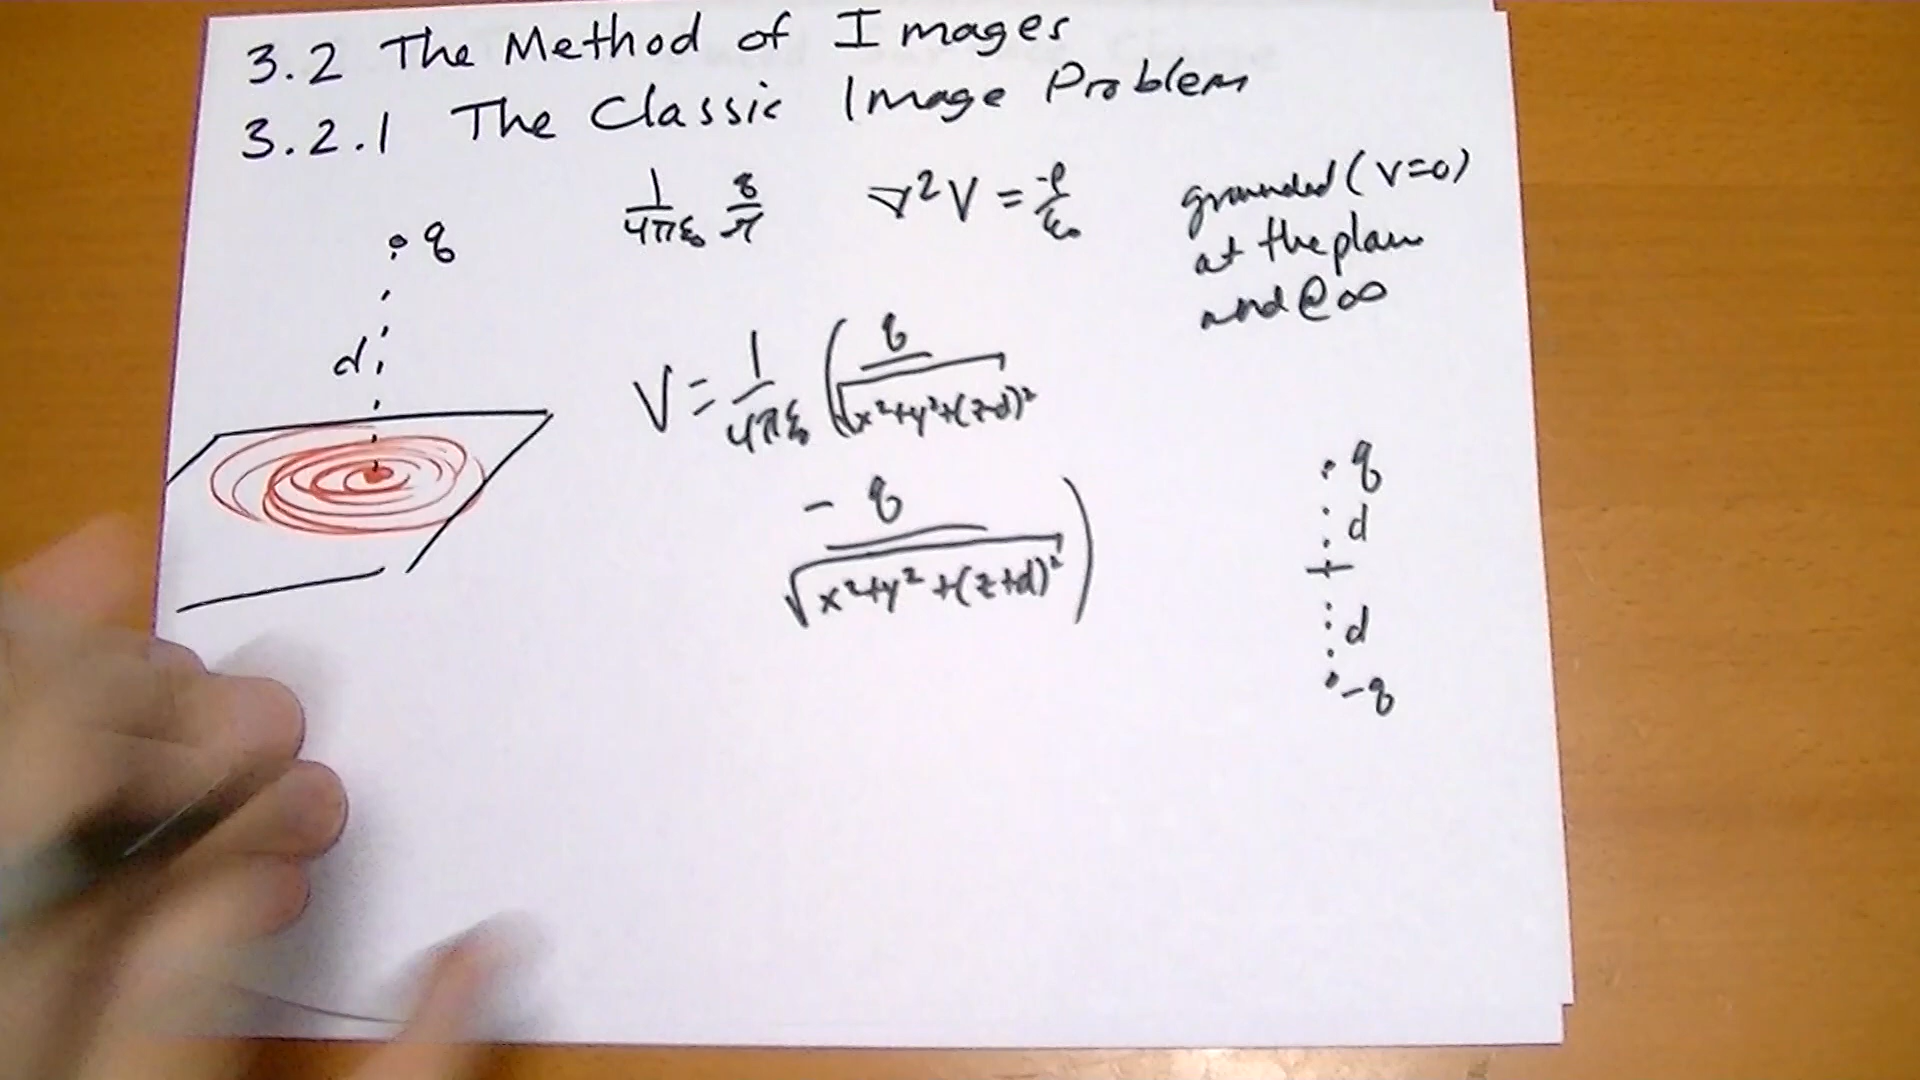 3.2 The Method of Images
3.2.1 The Classic Image Problem
q
d
1/4πε₀ q/r
∇²V = -ρ/ε₀
grounded (V=0)
at the plane
and @ ∞
V = 1/4πε₀ ( q/√x²+y²+(z-d)²
- q/√x²+y²+(z+d)² )
q
d
d
-q